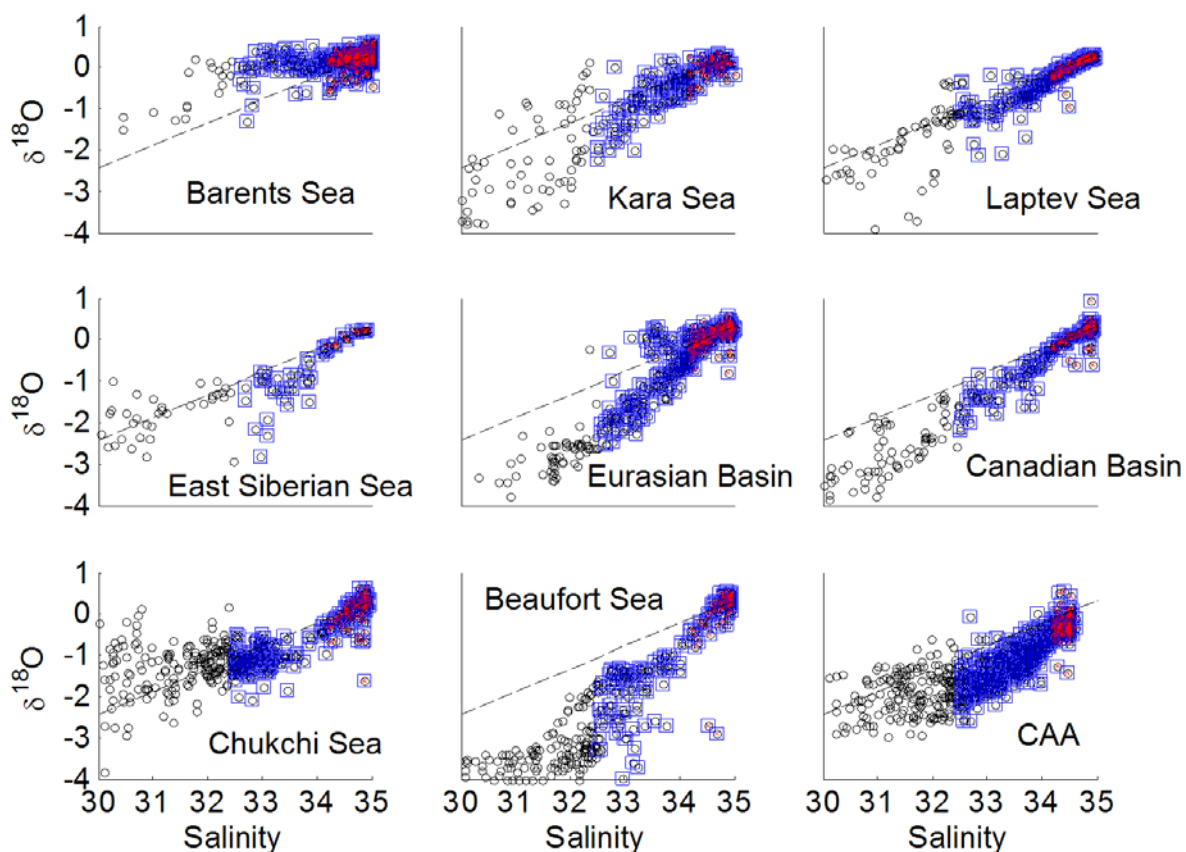 1
0
-1
-2
-3
-4
δ¹⁸O
Barents Sea
Kara Sea
Laptev Sea
1
0
-1
-2
-3
-4
δ¹⁸O
East Siberian Sea
Eurasian Basin
Canadian Basin
1
0
-1
-2
-3
-4
δ¹⁸O
Chukchi Sea
Beaufort Sea
CAA
30 31 32 33 34 35
30 31 32 33 34 35
30 31 32 33 34 35
Salinity
Salinity
Salinity